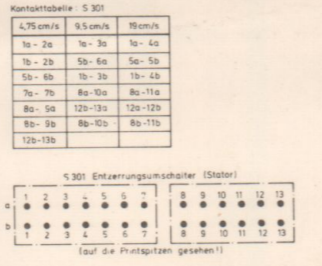 Kontakttabelle : S 301
4,75 cm/s 9,5 cm/s 19 cm/s
1a - 2a 1a - 3a 1a - 4a
1b - 2b 5b - 6a 5a - 5b
5b - 6b 1b - 3b 1b - 4b
7a - 7b 8a - 10a 8a - 11a
8a - 9a 12b - 13a 12a - 12b
8b - 9b 8b - 10b 8b - 11b
12b - 13b
S 301 Entzerrungsumschalter (Stator)
1 2 3 4 5 6 7 8 9 10 11 12 13
a
b
1 2 3 4 5 6 7 8 9 10 11 12 13
(auf die Printspitzen gesehen!)